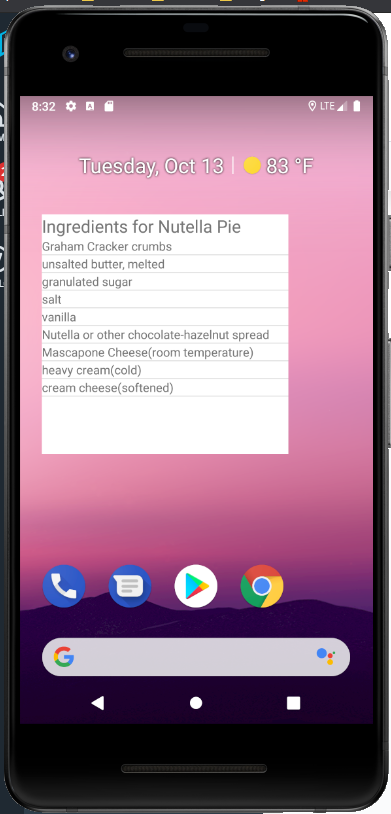 8:32
LTE
Tuesday, Oct 13 | 83 °F
Ingredients for Nutella Pie
Graham Cracker crumbs
unsalted butter, melted
granulated sugar
salt
vanilla
Nutella or other chocolate-hazelnut spread
Mascapone Cheese(room temperature)
heavy cream(cold)
cream cheese(softened)
G